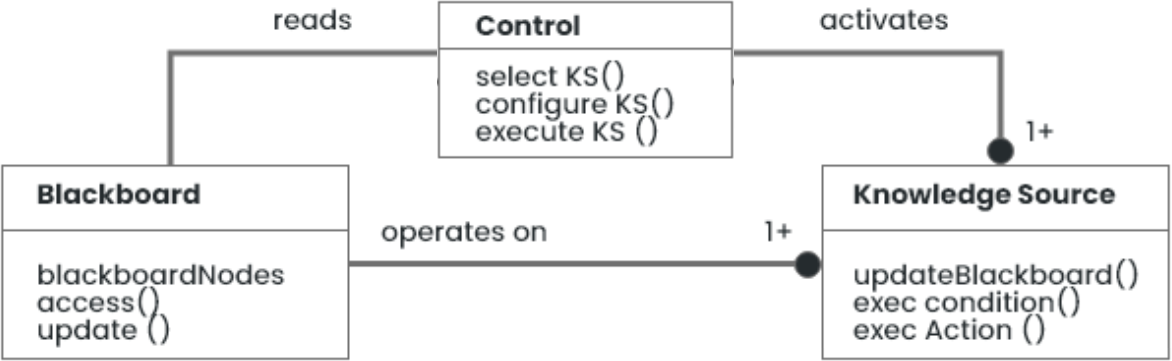 reads
Control
activates
select KS()
configure KS()
execute KS ()
1+
Blackboard
Knowledge Source
operates on
1+
blackboardNodes
access()
update ()
updateBlackboard()
exec condition()
exec Action ()